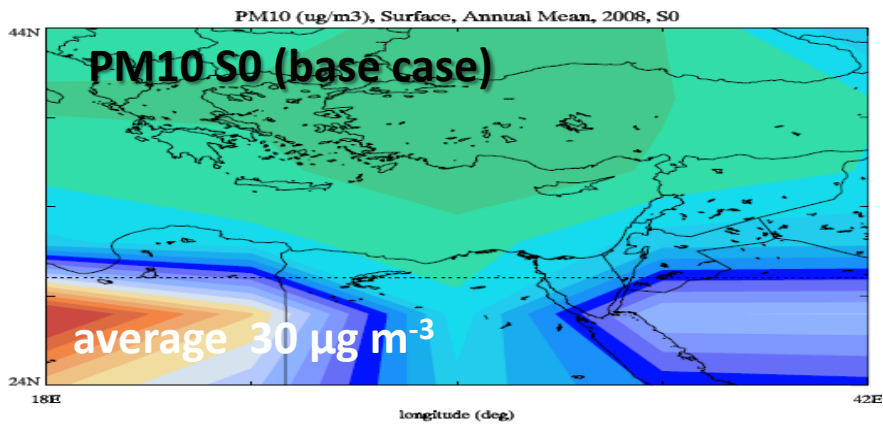 PM10 (ug/m3), Surface, Annual Mean, 2008, S0
44N
PM10 S0 (base case)
average 30 μg m-3
24N
18E
42E
longitude (deg)